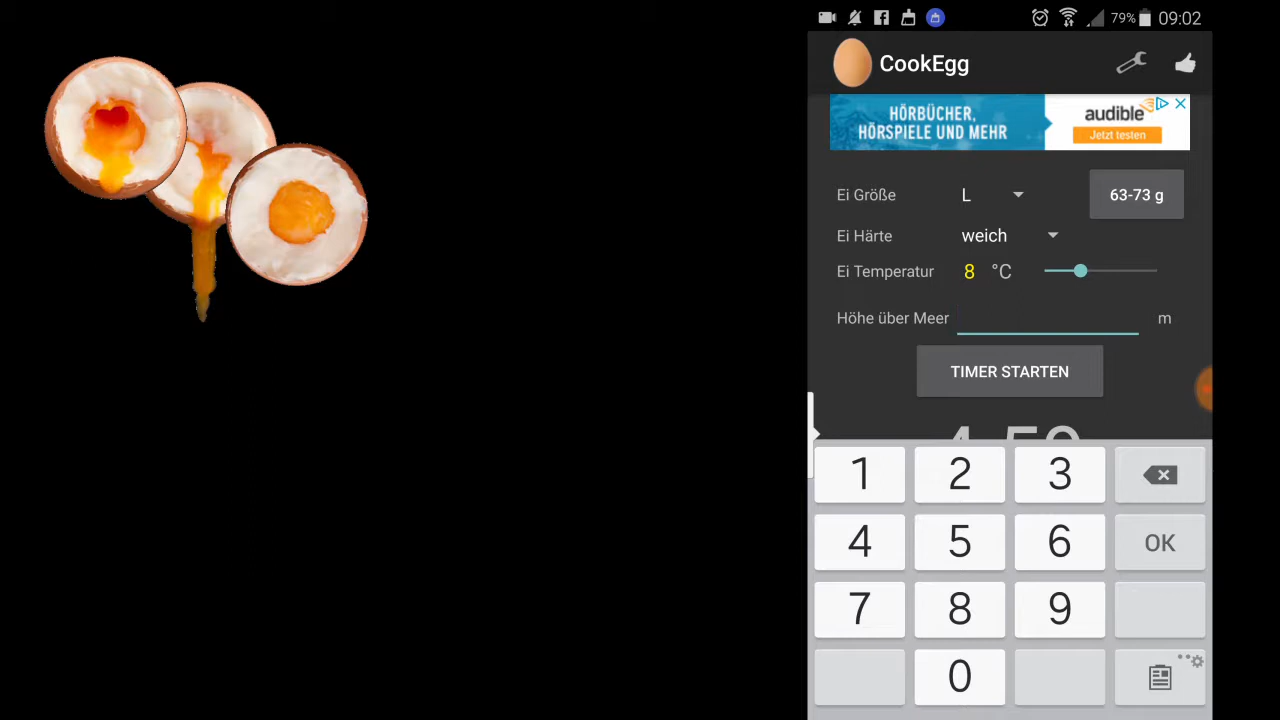 79% 09:02
CookEgg
HÖRBÜCHER,
HÖRSPIELE UND MEHR
audible
Jetzt testen
Ei Größe L 63-73 g
Ei Härte weich
Ei Temperatur 8 °C
Höhe über Meer m
TIMER STARTEN
1 2 3
4 5 6 OK
7 8 9
0